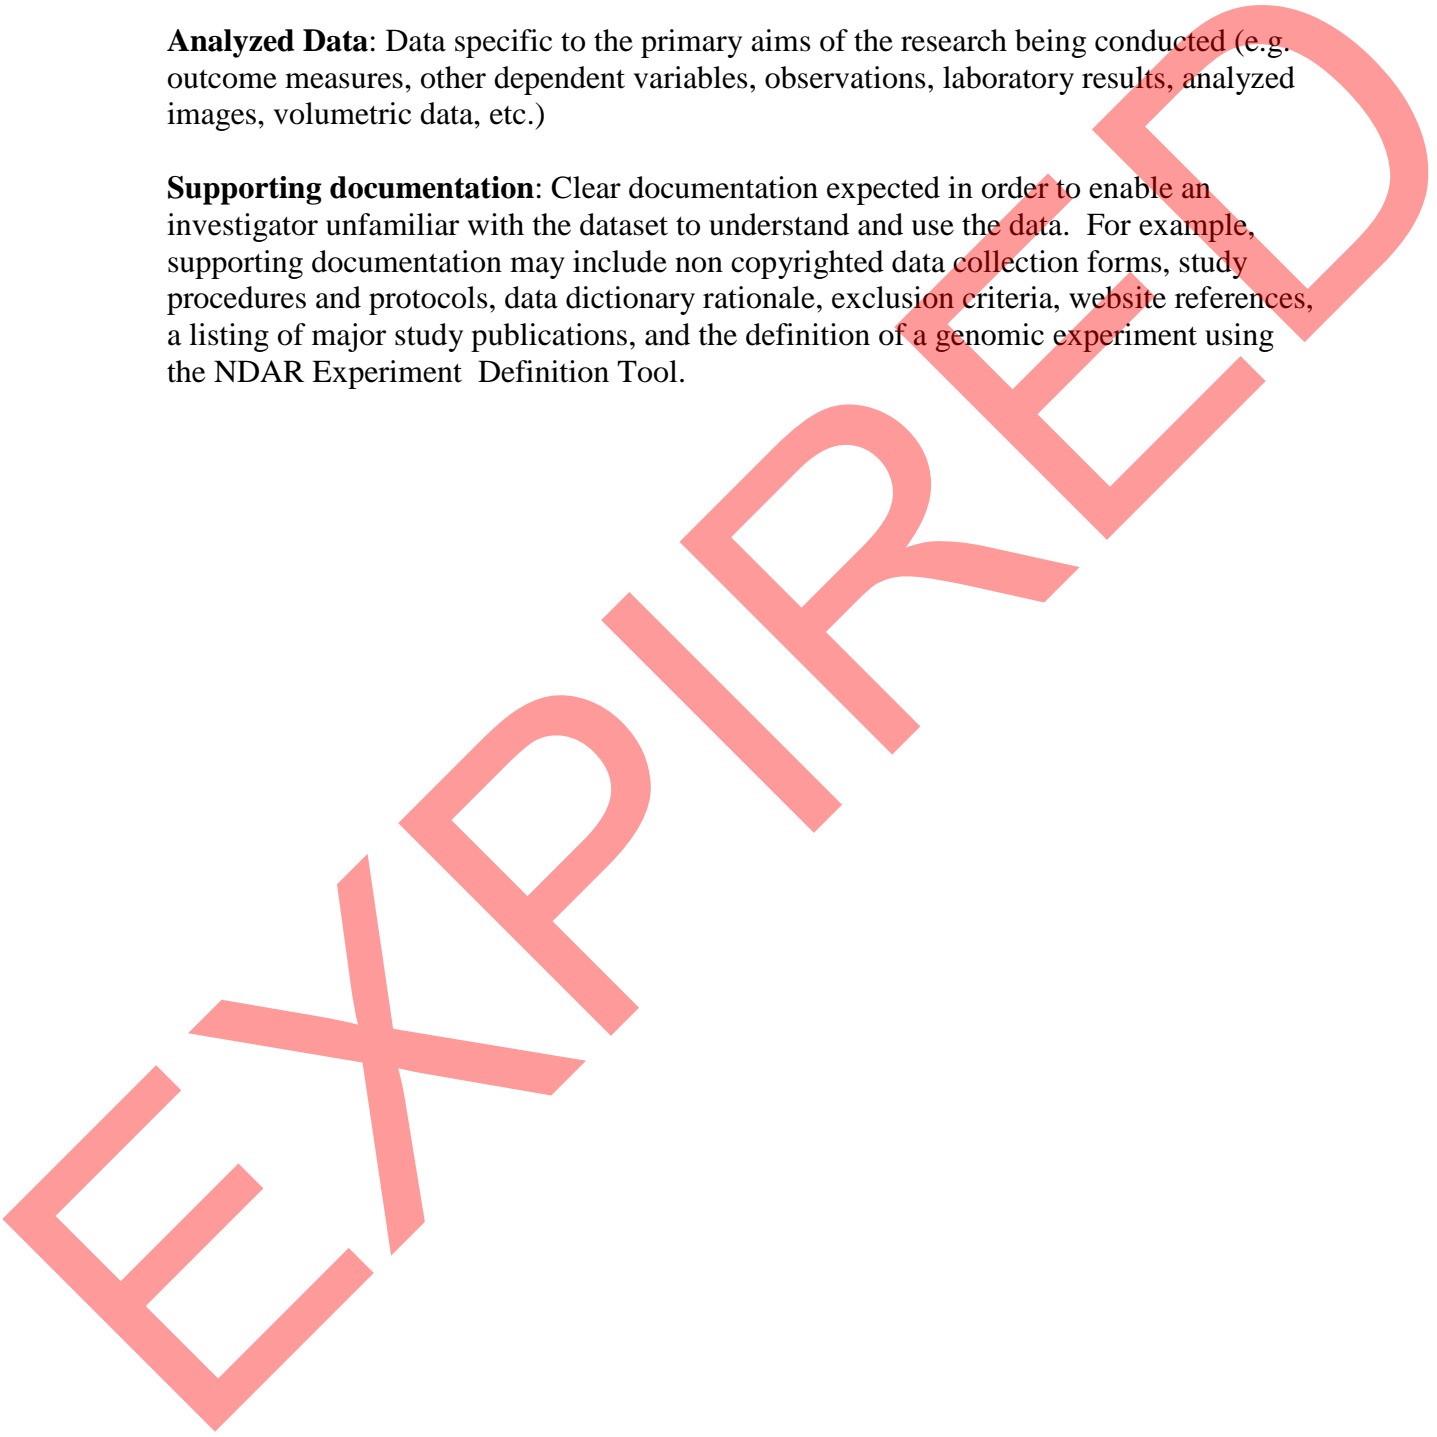 Analyzed Data: Data specific to the primary aims of the research being conducted (e.g.
outcome measures, other dependent variables, observations, laboratory results, analyzed
images, volumetric data, etc.)
Supporting documentation: Clear documentation expected in order to enable an
investigator unfamiliar with the dataset to understand and use the data.  For example,
supporting documentation may include non copyrighted data collection forms, study
procedures and protocols, data dictionary rationale, exclusion criteria, website references,
a listing of major study publications, and the definition of a genomic experiment using
the NDAR Experiment  Definition Tool.
EXPIRED